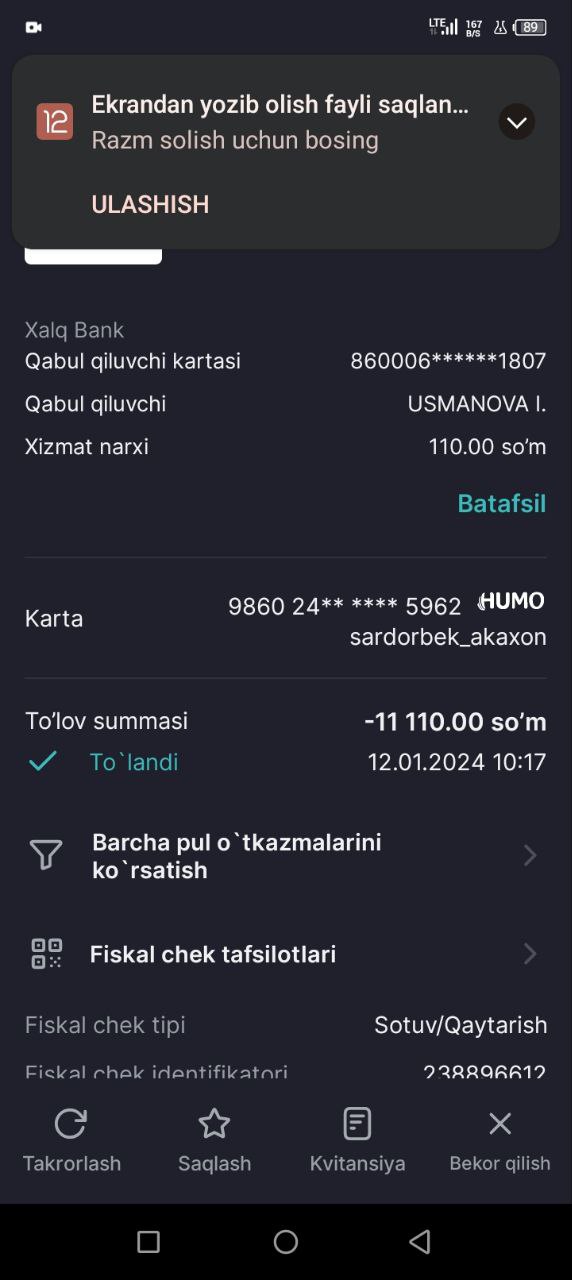 LTE 167 B/S 89
12
Ekrandan yozib olish fayli saqlan...
Razm solish uchun bosing
ULASHISH
Xalq Bank
Qabul qiluvchi kartasi 860006******1807
Qabul qiluvchi USMANOVA I.
Xizmat narxi 110.00 so’m
Batafsil
Karta 9860 24** **** 5962 HUMO
sardorbek_akaxon
To’lov summasi -11 110.00 so’m
To`landi 12.01.2024 10:17
Barcha pul o`tkazmalarini
ko`rsatish
Fiskal chek tafsilotlari
Fiskal chek tipi Sotuv/Qaytarish
Fiskal chek identifikatori 238896612
Takrorlash Saqlash Kvitansiya Bekor qilish